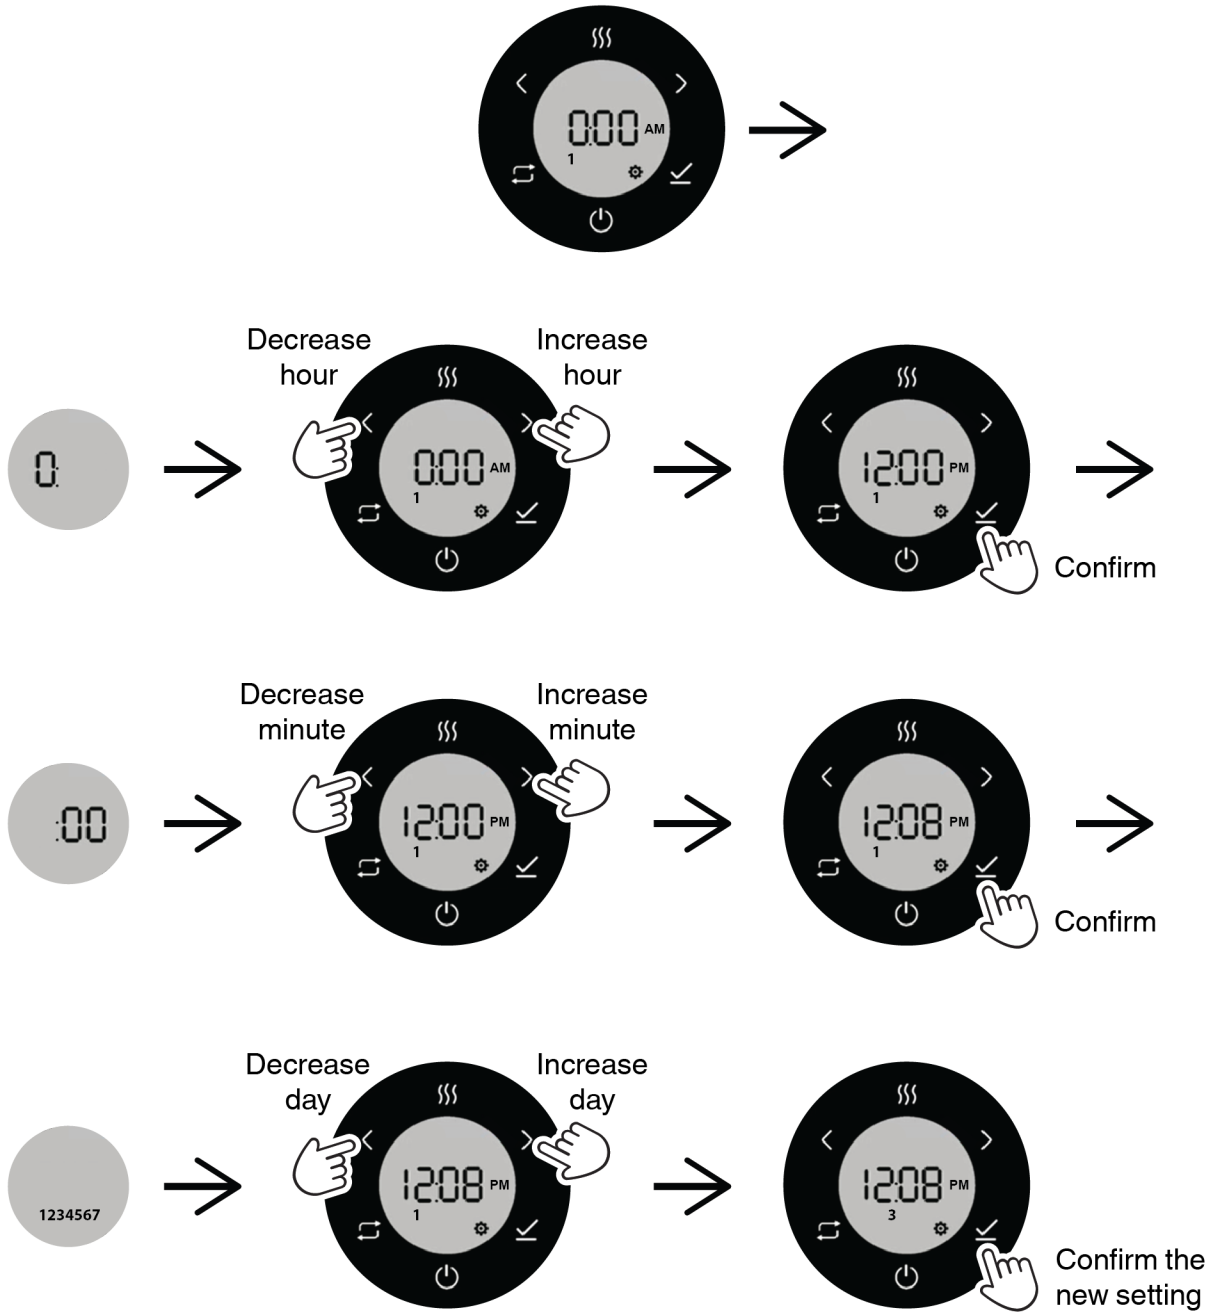 0:00 AM
1
Decrease
hour
Increase
hour
0:
0:00 AM
1
12:00 PM
1
Confirm
Decrease
minute
Increase
minute
:00
12:00 PM
1
12:08 PM
1
Confirm
Decrease
day
Increase
day
1234567
12:08 PM
1
12:08 PM
3
Confirm the
new setting